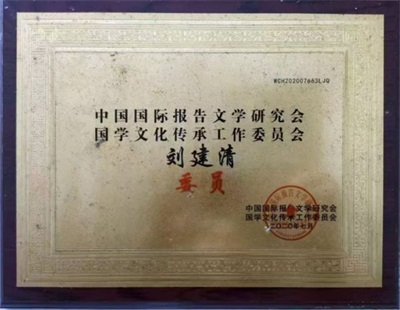 WCH202007663LJQ
中国国际报告文学研究会
国学文化传承工作委员会
刘建清
委员
中国国际报告文学研究会
国学文化传承工作委员会
二〇二〇年七月